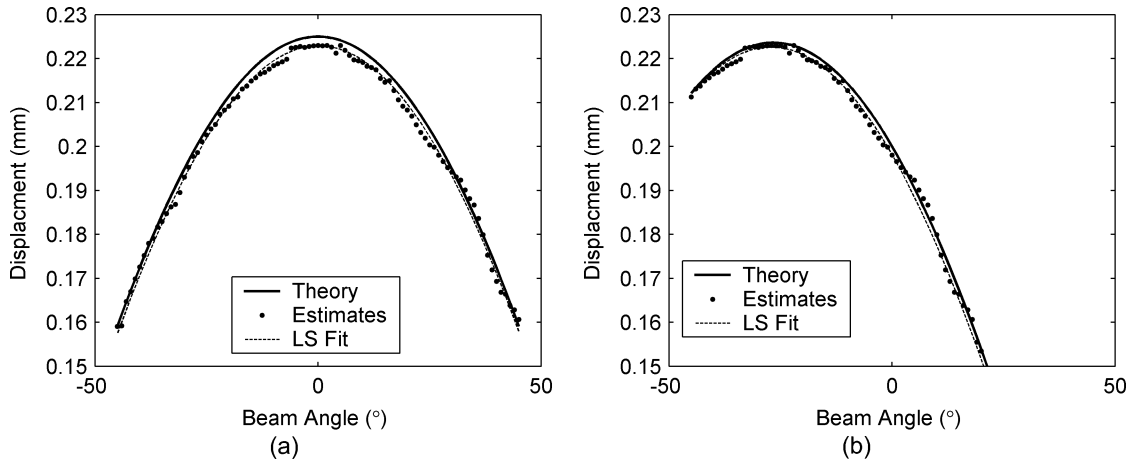 0.23
0.22
0.21
0.2
0.19
0.18
0.17
0.16
0.15
Displacment (mm)
Theory
Estimates
LS Fit
-50
0
50
Beam Angle (°)
(a)
0.23
0.22
0.21
0.2
0.19
0.18
0.17
0.16
0.15
Displacment (mm)
Theory
Estimates
LS Fit
-50
0
50
Beam Angle (°)
(b)